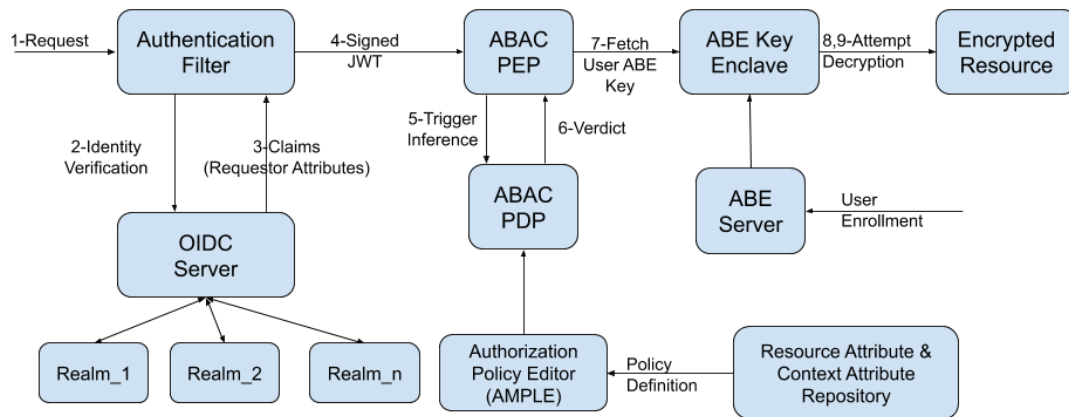 1-Request
Authentication
Filter
4-Signed
JWT
ABAC
PEP
7-Fetch
User ABE
Key
ABE Key
Enclave
8,9-Attempt
Decryption
Encrypted
Resource
2-Identity
Verification
3-Claims
(Requestor Attributes)
5-Trigger
Inference
6-Verdict
OIDC
Server
ABAC
PDP
ABE
Server
User
Enrollment
Realm_1
Realm_2
Realm_n
Authorization
Policy Editor
(AMPLE)
Policy
Definition
Resource Attribute &
Context Attribute
Repository